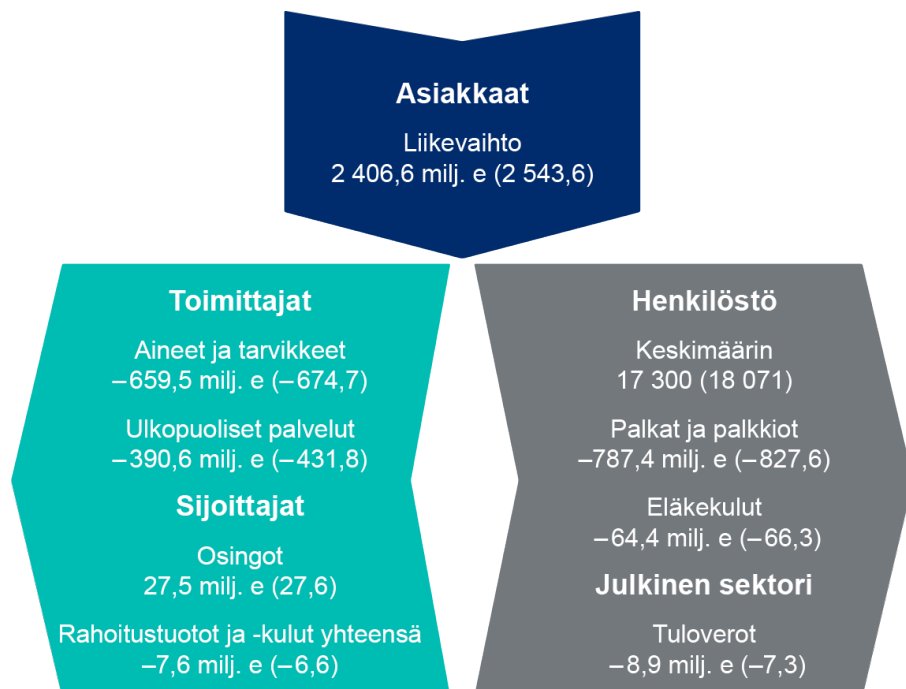 Asiakkaat
Liikevaihto
2 406,6 milj. e (2 543,6)
Toimittajat
Aineet ja tarvikkeet
–659,5 milj. e (–674,7)
Ulkopuoliset palvelut
–390,6 milj. e (–431,8)
Sijoittajat
Osingot
27,5 milj. e (27,6)
Rahoitustuotot ja -kulut yhteensä
–7,6 milj. e (–6,6)
Henkilöstö
Keskimäärin
17 300 (18 071)
Palkat ja palkkiot
–787,4 milj. e (–827,6)
Eläkekulut
–64,4 milj. e (–66,3)
Julkinen sektori
Tuloverot
–8,9 milj. e (–7,3)